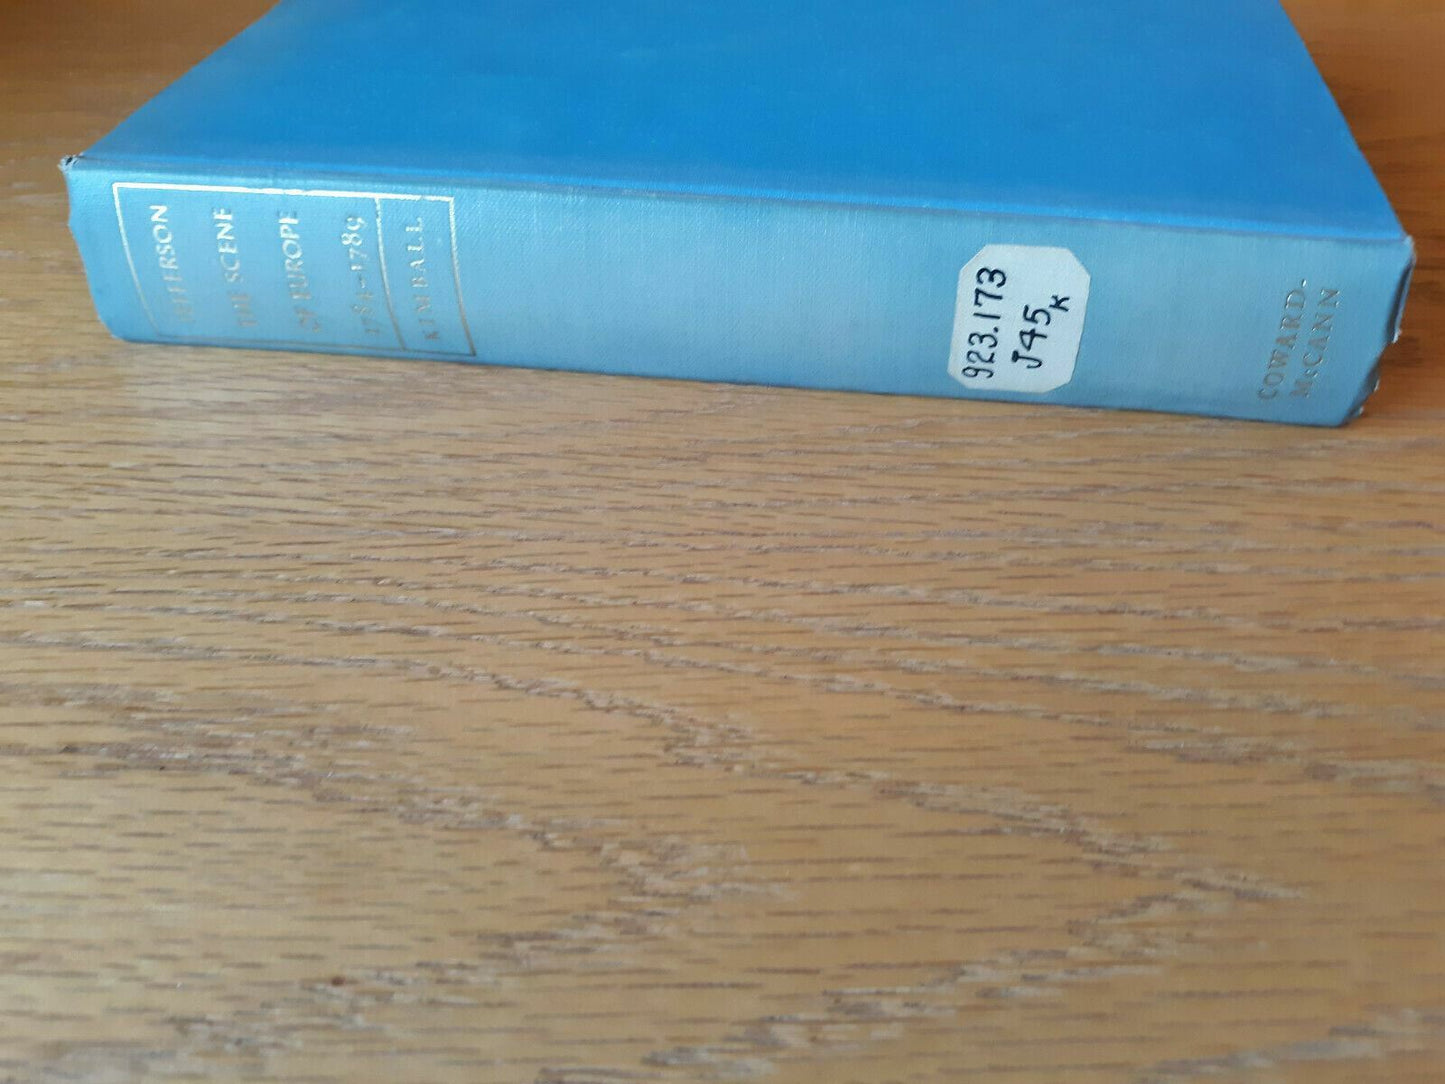 JEFFERSON
THE SCENE
OF EUROPE
1784-1789
KIMBALL
923.173
J45K
COWARD-
McCANN